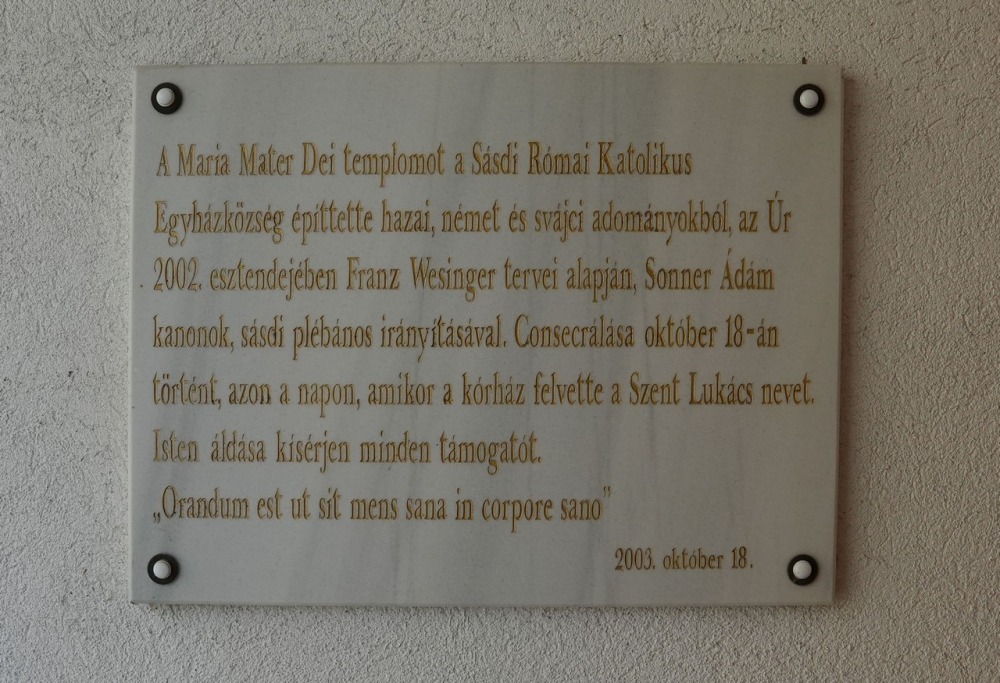 A Maria Mater Dei templomot a Sásdi Római Katolikus
Egyházközség építtette hazai, német és svájci adományokból, az Úr
2002. esztendejében Franz Wesinger tervei alapján, Sonner Ádám
kanonok, sásdi plébános irányításával. Consecrálása október 18-án
történt, azon a napon, amikor a kórház felvette a Szent Lukács nevet.
Isten áldása kísérjen minden támogatót.
„Orandum est ut sit mens sana in corpore sano"
2003. október 18.